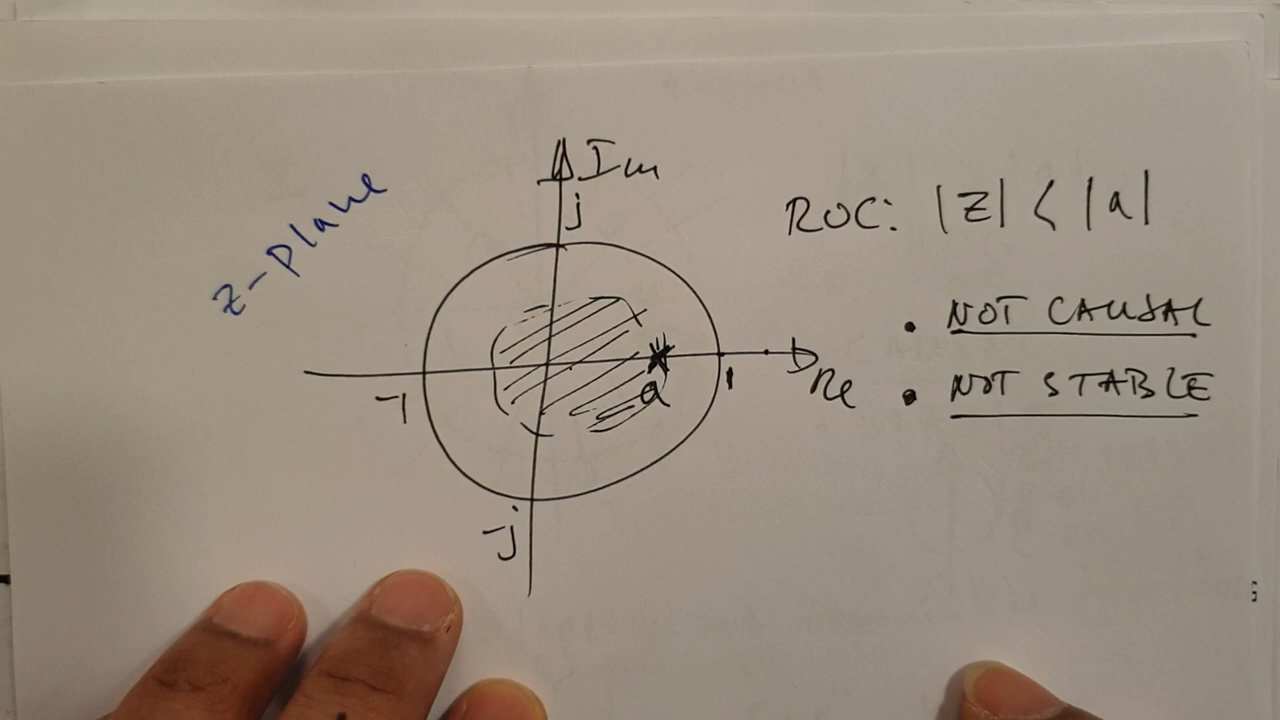 z-plane
Im
j
ROC: |z| < |a|
• NOT CAUSAL
-1
a
1
Re
• NOT STABLE
-j